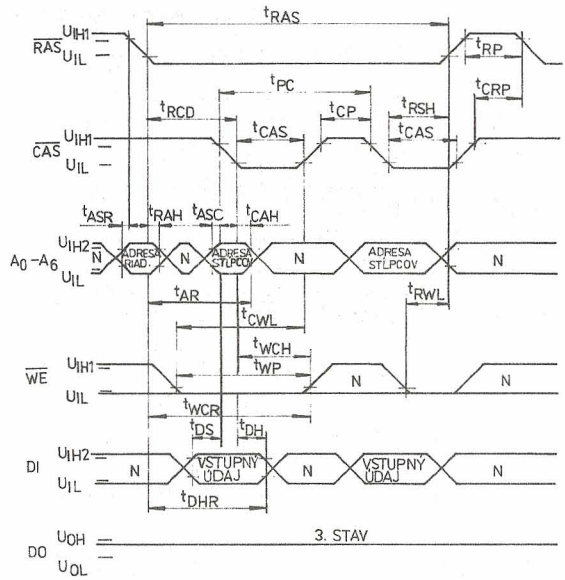 tRAS
UIH1
RAS
UIL
tRP
tPC
tCRP
tRCD
tRSH
tCP
UIH1
tCAS
tCAS
CAS
UIL
tASR
tRAH
tASC
tCAH
UIH2
A0–A6
N
ADRESA
RIAD.
N
ADRESA
STĹPCOV
N
ADRESA
STĹPCOV
N
UIL
tAR
tRWL
tCWL
tWCH
UIH1
tWP
WE
N
N
UIL
tWCR
tDS
tDH
UIH2
DI
N
VSTUPNÝ
ÚDAJ
N
VSTUPNÝ
ÚDAJ
N
UIL
tDHR
UOH
3. STAV
DO
UOL